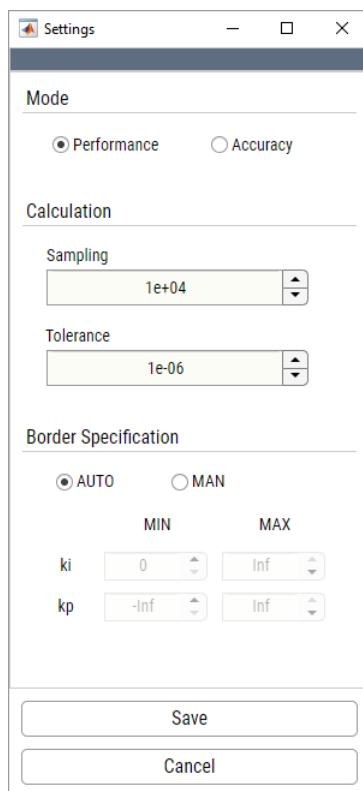 Settings
Mode
Performance Accuracy
Calculation
Sampling
1e+04
Tolerance
1e-06
Border Specification
AUTO MAN
MIN MAX
ki 0 Inf
kp -Inf Inf
Save
Cancel